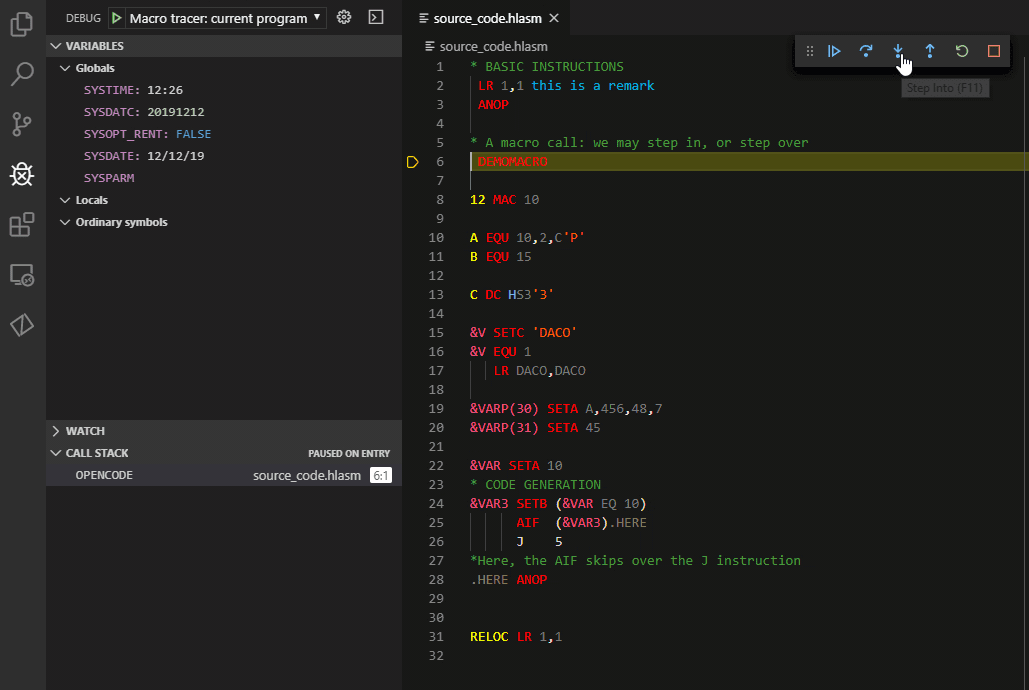 DEBUG Macro tracer: current program
VARIABLES
Globals
SYSTIME: 12:26
SYSDATC: 20191212
SYSOPT_RENT: FALSE
SYSDATE: 12/12/19
SYSPARM
Locals
Ordinary symbols
WATCH
CALL STACK PAUSED ON ENTRY
OPENCODE source_code.hlasm 6:1
source_code.hlasm
source_code.hlasm
Step Into (F11)
1 * BASIC INSTRUCTIONS
2 LR 1,1 this is a remark
3 ANOP
4
5 * A macro call: we may step in, or step over
6 DEMOMACRO
7
8 12 MAC 10
9
10 A EQU 10,2,C'P'
11 B EQU 15
12
13 C DC HS3'3'
14
15 &V SETC 'DACO'
16 &V EQU 1
17 LR DACO,DACO
18
19 &VARP(30) SETA A,456,48,7
20 &VARP(31) SETA 45
21
22 &VAR SETA 10
23 * CODE GENERATION
24 &VAR3 SETB (&VAR EQ 10)
25 AIF (&VAR3).HERE
26 J 5
27 *Here, the AIF skips over the J instruction
28 .HERE ANOP
29
30
31 RELOC LR 1,1
32